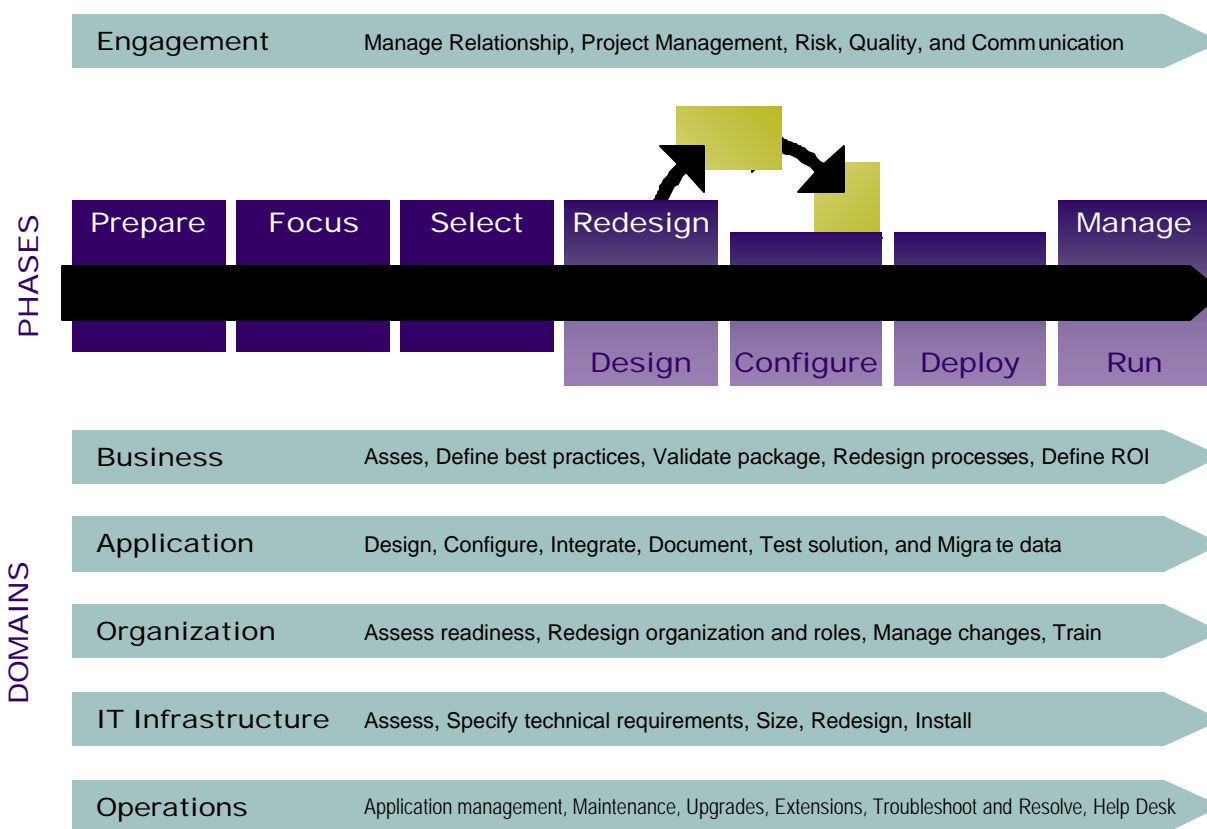 Engagement Manage Relationship, Project Management, Risk, Quality, and Communication
PHASES
Prepare Focus Select Redesign Manage
Design Configure Deploy Run
DOMAINS
Business Asses, Define best practices, Validate package, Redesign processes, Define ROI
Application Design, Configure, Integrate, Document, Test solution, and Migra te data
Organization Assess readiness, Redesign organization and roles, Manage changes, Train
IT Infrastructure Assess, Specify technical requirements, Size, Redesign, Install
Operations Application management, Maintenance, Upgrades, Extensions, Troubleshoot and Resolve, Help Desk